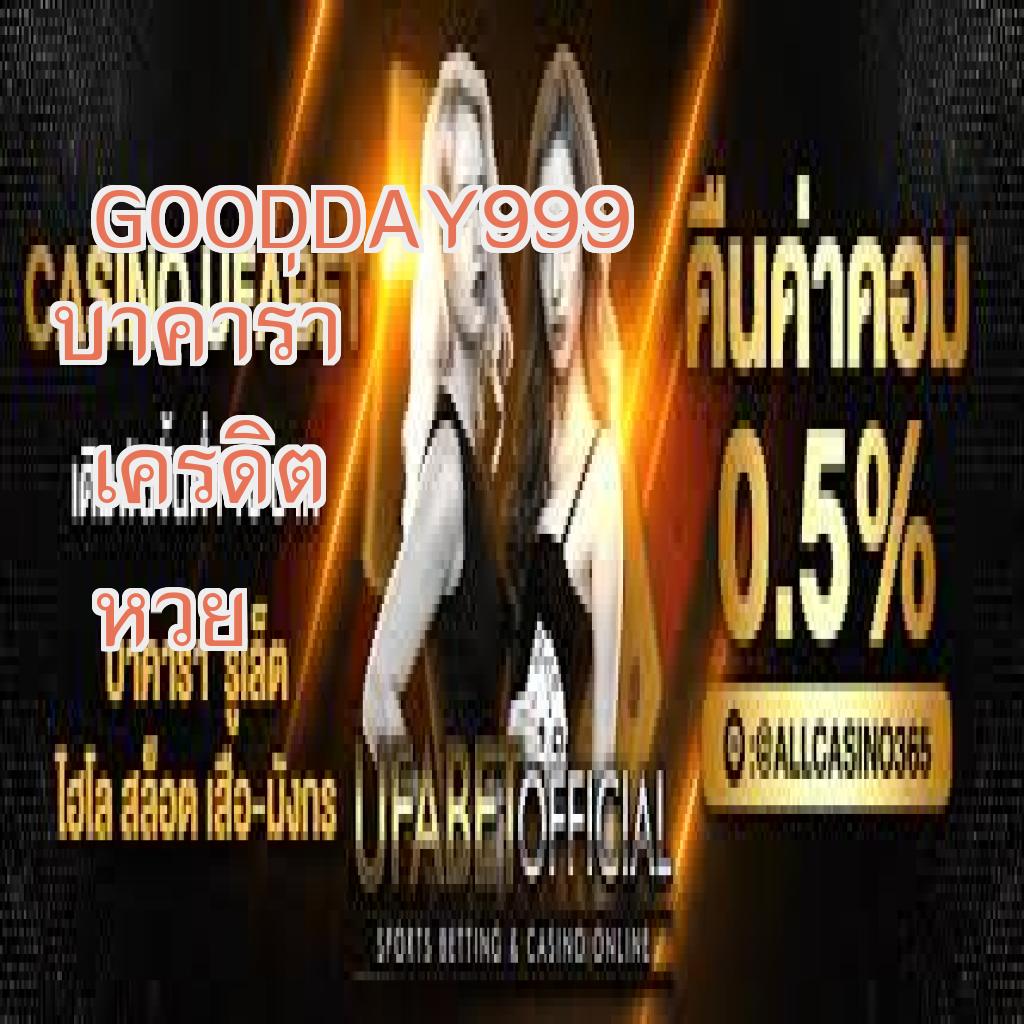 GOODDAY999
CASINO UFABET
บาคาร่า
เครดิต
หวย
บาคาร่า รูเล็ต
ไฮโล สล็อต เสือ-มังกร
คืนค่าคอม
0.5%
:@ALLCASINO365
UFABETOFFICIAL
SPORTS BETTING & CASINO ONLINE